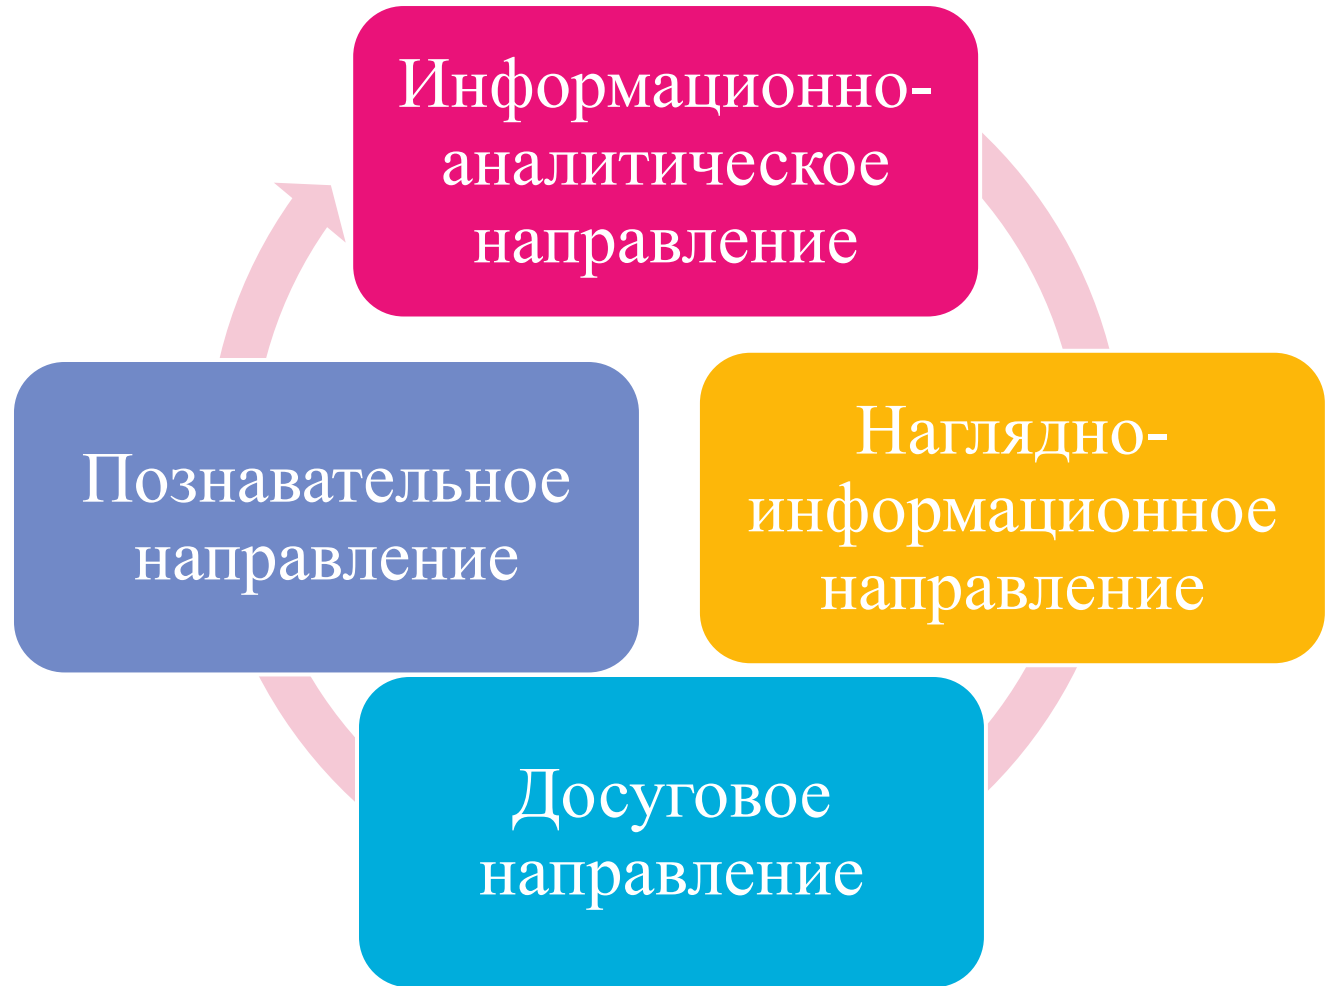 Информационно-
аналитическое
направление
Наглядно-
информационное
направление
Досуговое
направление
Познавательное
направление